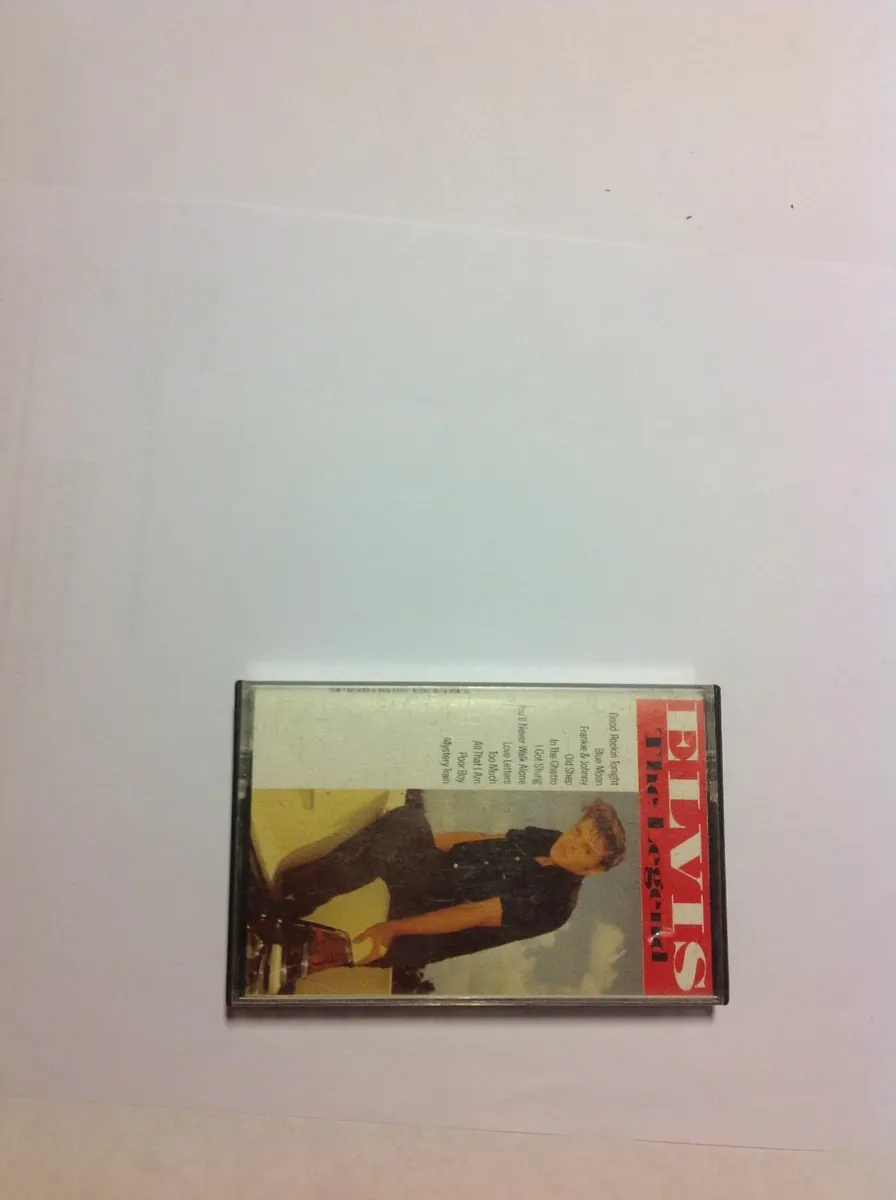 ELVIS
The Legend
Good Rockin Tonight
Blue Moon
Frankie & Johnny
Old Shep
In The Ghetto
I Got Stung
You'll Never Walk Alone
Love Letters
Too Much
All That I Am
Poor Boy
Mystery Train